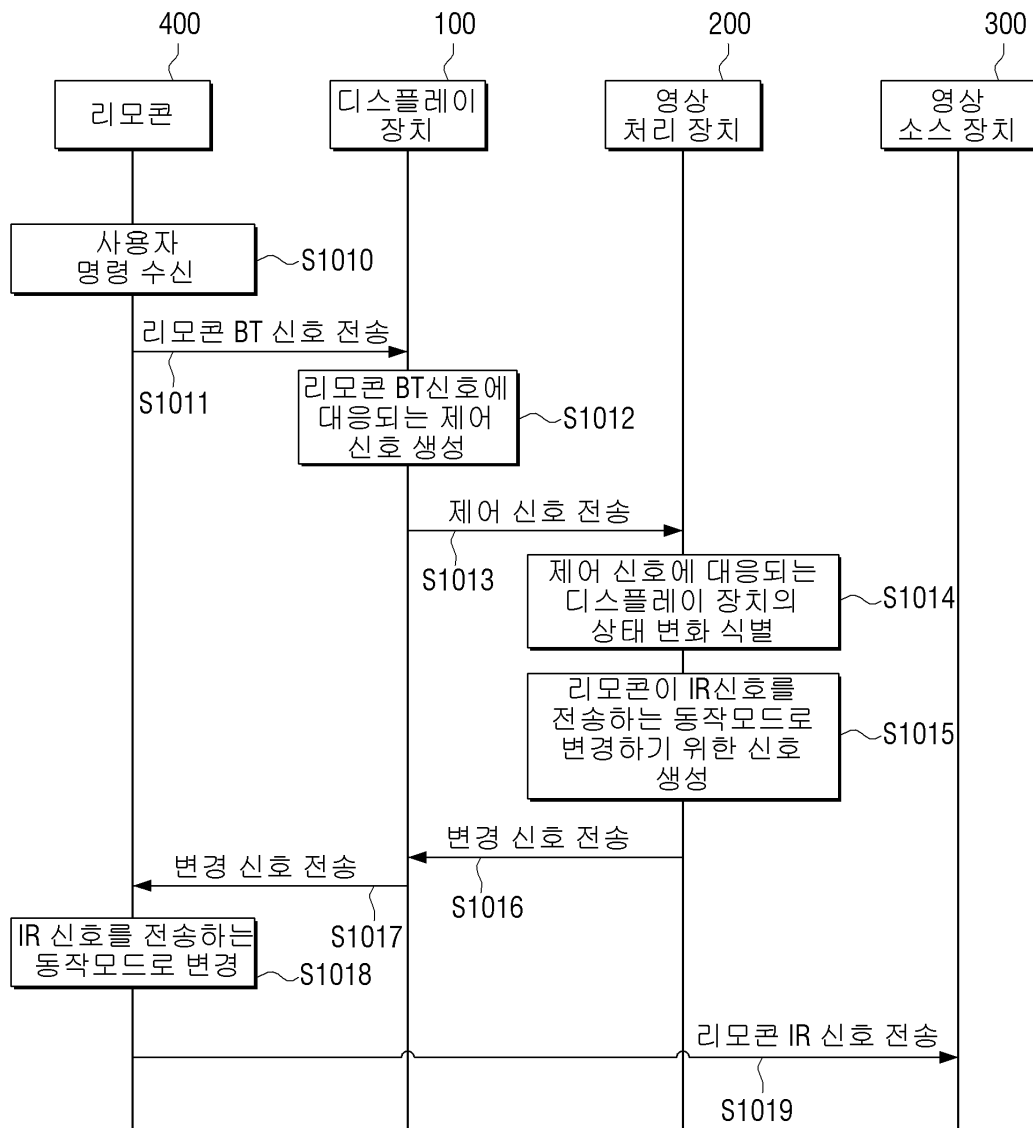 400
100
200
300
리모콘
디스플레이
장치
영상
처리 장치
영상
소스 장치
사용자
명령 수신
S1010
리모콘 BT 신호 전송
S1011
리모콘 BT신호에
대응되는 제어
신호 생성
S1012
제어 신호 전송
S1013
제어 신호에 대응되는
디스플레이 장치의
상태 변화 식별
S1014
리모콘이 IR신호를
전송하는 동작모드로
변경하기 위한 신호
생성
S1015
변경 신호 전송
S1016
변경 신호 전송
S1017
IR 신호를 전송하는
동작모드로 변경
S1018
리모콘 IR 신호 전송
S1019